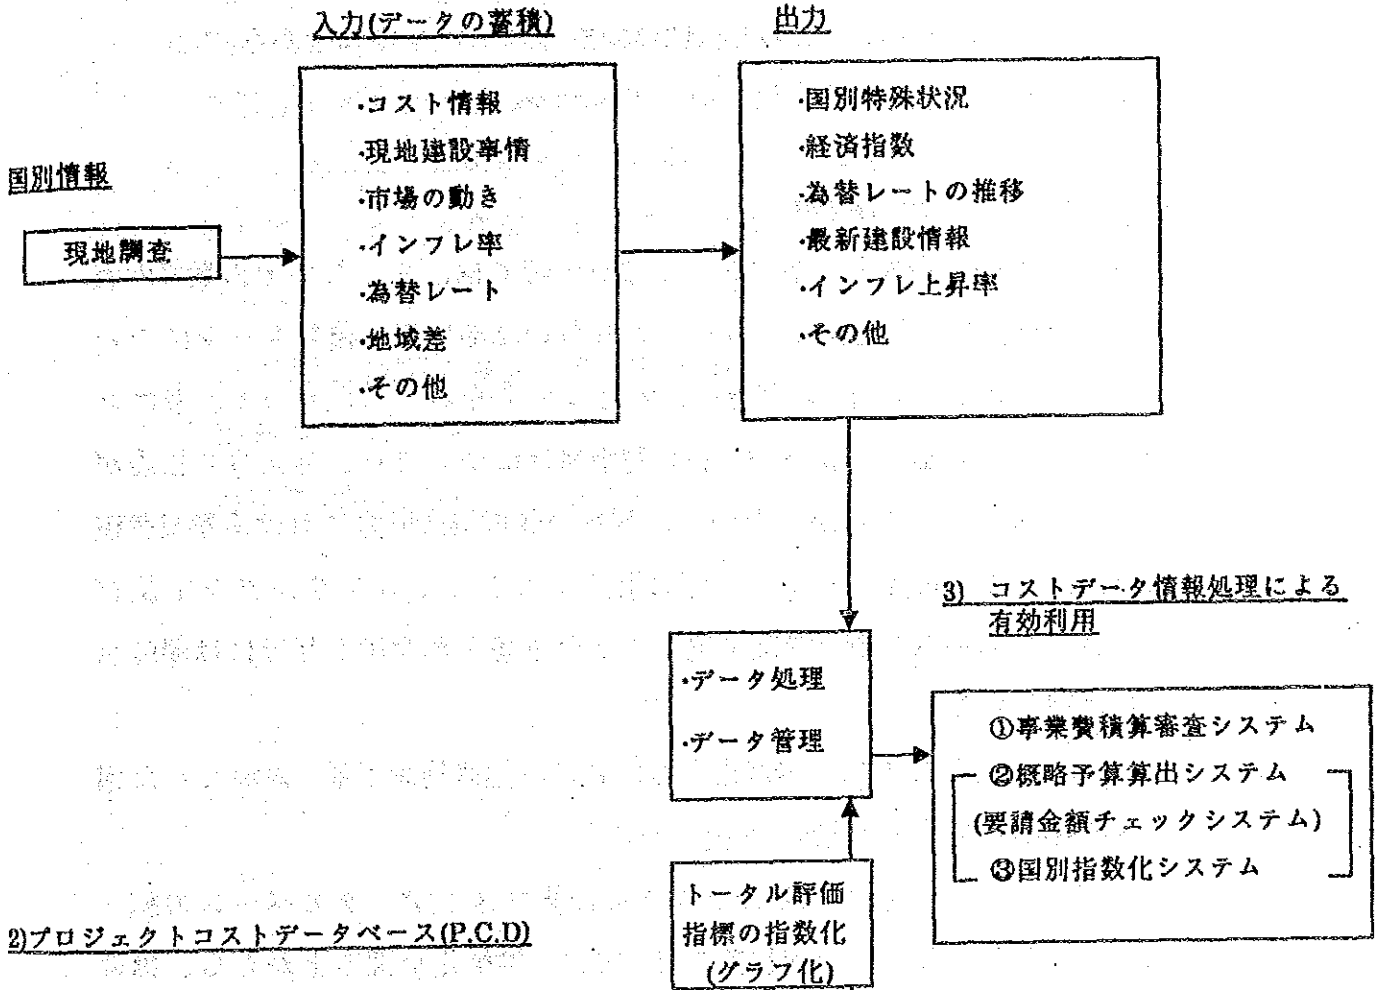 入力(データの蓄積)
出力
国別情報
現地調査
・コスト情報
・現地建設事情
・市場の動き
・インフレ率
・為替レート
・地域差
・その他
・国別特殊状況
・経済指数
・為替レートの推移
・最新建設情報
・インフレ上昇率
・その他
・データ処理
・データ管理
3) コストデータ情報処理による
有効利用
①事業費積算審査システム
②概略予算算出システム
(要請金額チェックシステム)
③国別指数化システム
トータル評価
指標の指数化
(グラフ化)
2)プロジェクトコストデータベース(P.C.D)